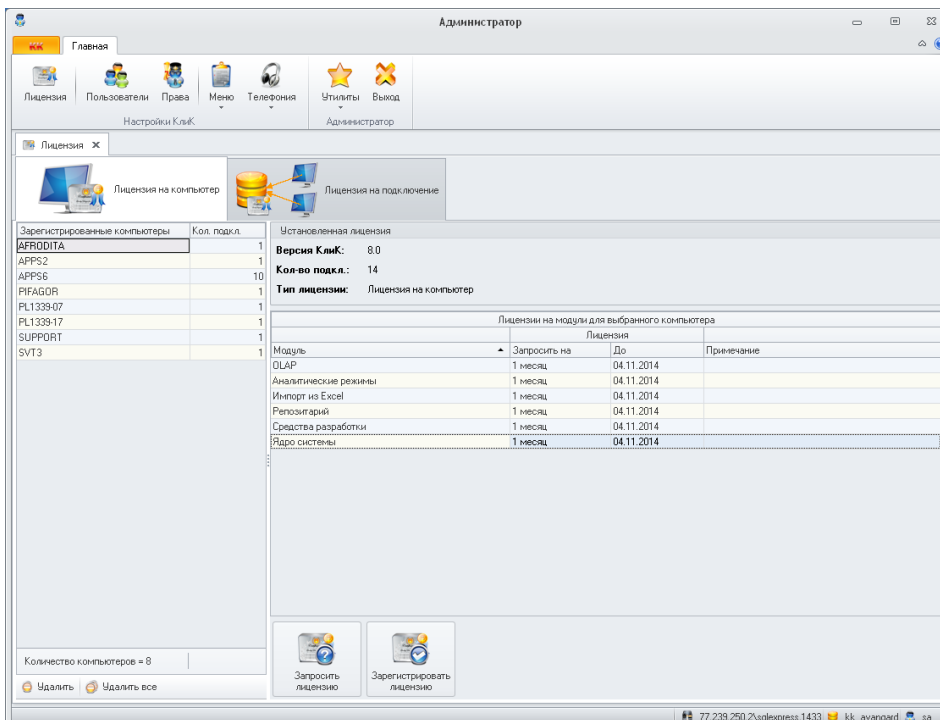 Администратор
КК Главная
Лицензия Пользователи Права Меню Телефония Утилиты Выход
Настройки КлиК Администратор
Лицензия
Лицензия на компьютер Лицензия на подключение
Зарегистрированные компьютеры Кол. подкл.
AFRODITA 1
APPS2 1
APPS6 10
PIFAGOR 1
PL1339-07 1
PL1339-17 1
SUPPORT 1
SVT3 1
Установленная лицензия
Версия КлиК: 8.0
Кол-во подкл.: 14
Тип лицензии: Лицензия на компьютер
Лицензии на модули для выбранного компьютера
Лицензия
Модуль Запросить на До Примечание
OLAP 1 месяц 04.11.2014
Аналитические режимы 1 месяц 04.11.2014
Импорт из Excel 1 месяц 04.11.2014
Репозитарий 1 месяц 04.11.2014
Средства разработки 1 месяц 04.11.2014
Ядро системы 1 месяц 04.11.2014
Количество компьютеров = 8
Удалить Удалить все
Запросить лицензию
Зарегистрировать лицензию
77.239.250.2\sqlexpress,1433 kk_avangard sa